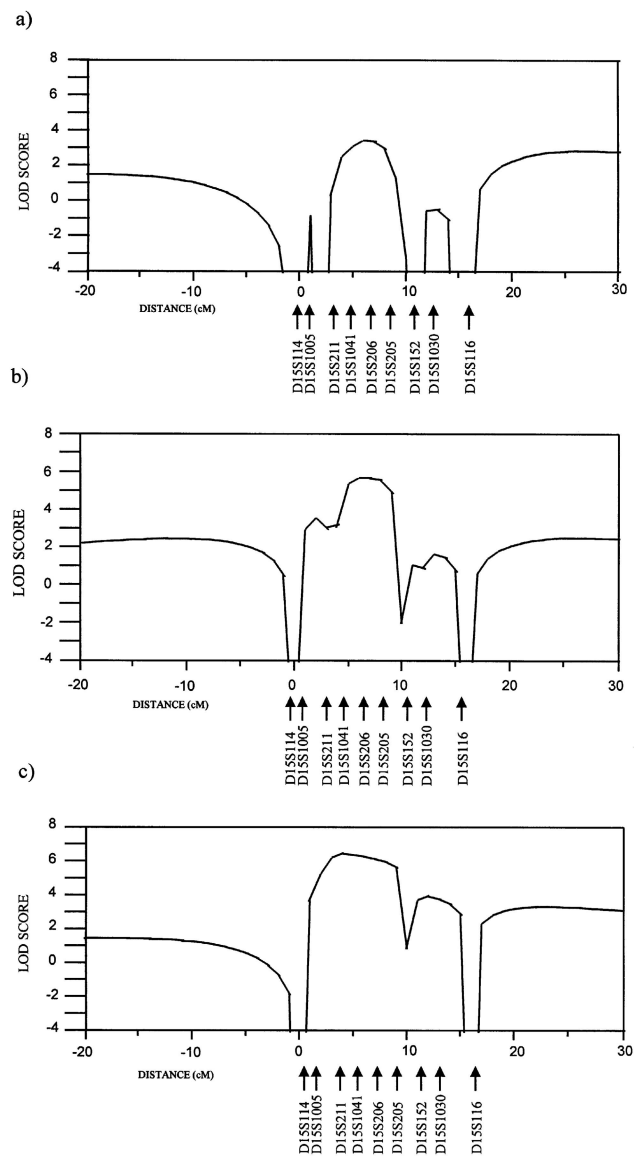 a)
8
6
4
2
0
-2
-4
LOD SCORE
-20
-10
0
10
20
30
DISTANCE (cM)
D15S114
D15S1005
D15S211
D15S1041
D15S206
D15S205
D15S152
D15S1030
D15S116
b)
8
6
4
2
0
-2
-4
LOD SCORE
-20
-10
0
10
20
30
DISTANCE (cM)
D15S114
D15S1005
D15S211
D15S1041
D15S206
D15S205
D15S152
D15S1030
D15S116
c)
8
6
4
2
0
-2
-4
LOD SCORE
-20
-10
0
10
20
30
DISTANCE (cM)
D15S114
D15S1005
D15S211
D15S1041
D15S206
D15S205
D15S152
D15S1030
D15S116